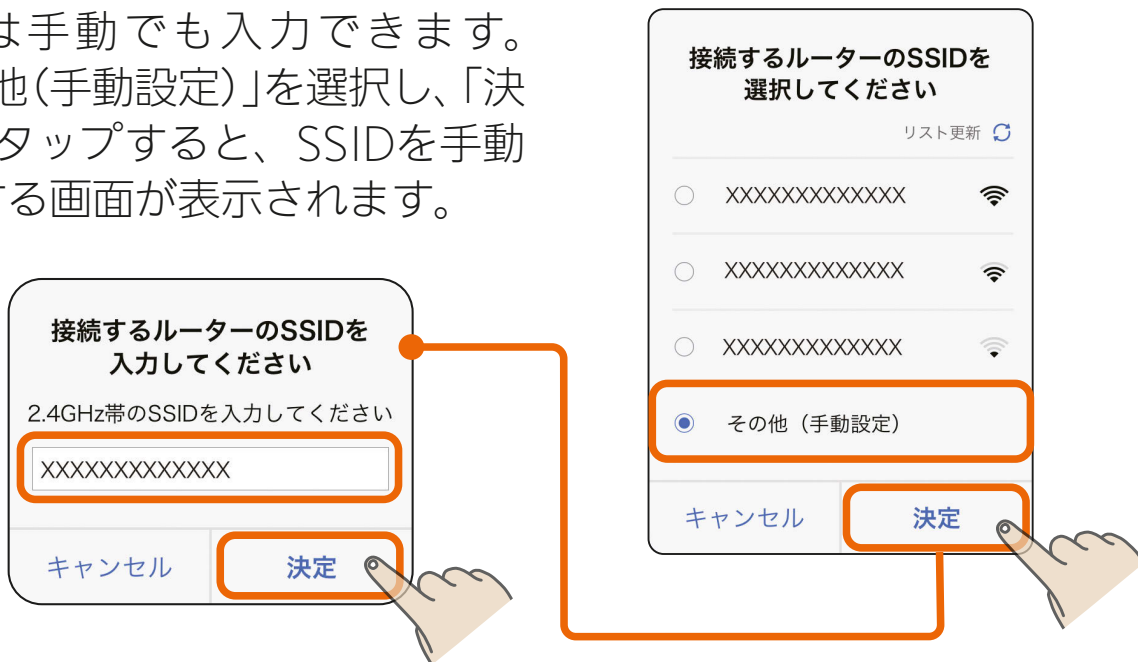 は手動でも入力できます。
他(手動設定)」を選択し、「決
タップすると、SSIDを手動
する画面が表示されます。
接続するルーターのSSIDを
選択してください
リスト更新
XXXXXXXXXXXXX
XXXXXXXXXXXXX
XXXXXXXXXXXXX
その他（手動設定）
キャンセル 決定
接続するルーターのSSIDを
入力してください
2.4GHz帯のSSIDを入力してください
XXXXXXXXXXXXX
キャンセル 決定